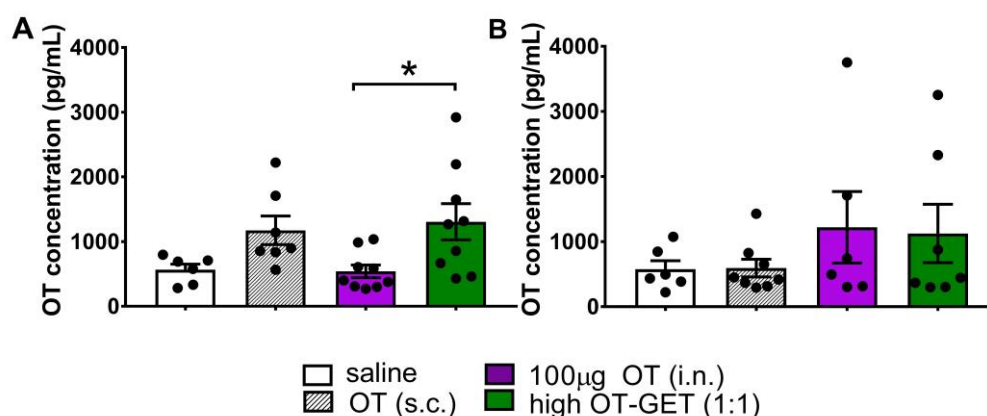 A
OT concentration (pg/mL)
4000
3000
2000
1000
0
*
B
OT concentration (pg/mL)
4000
3000
2000
1000
0
saline
OT (s.c.)
100µg OT (i.n.)
high OT-GET (1:1)